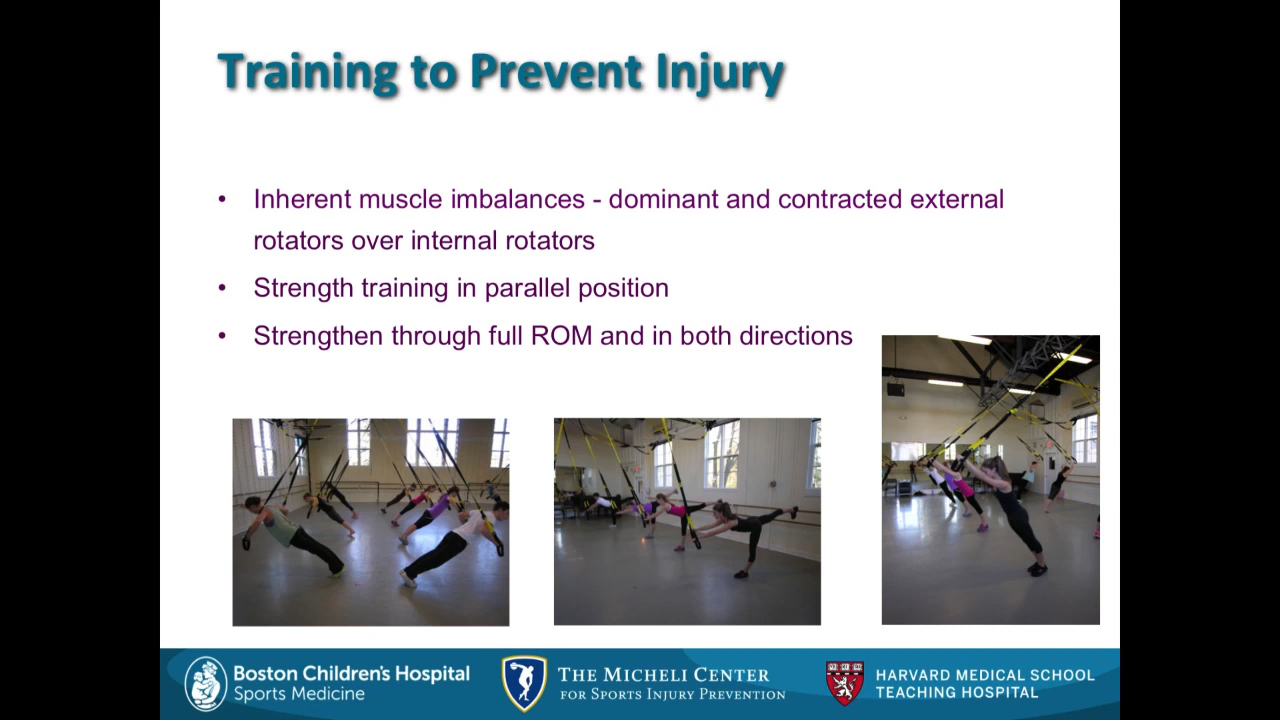 Training to Prevent Injury
• Inherent muscle imbalances - dominant and contracted external
rotators over internal rotators
• Strength training in parallel position
• Strengthen through full ROM and in both directions
Boston Children's Hospital
Sports Medicine
THE MICHELI CENTER
FOR SPORTS INJURY PREVENTION
HARVARD MEDICAL SCHOOL
TEACHING HOSPITAL